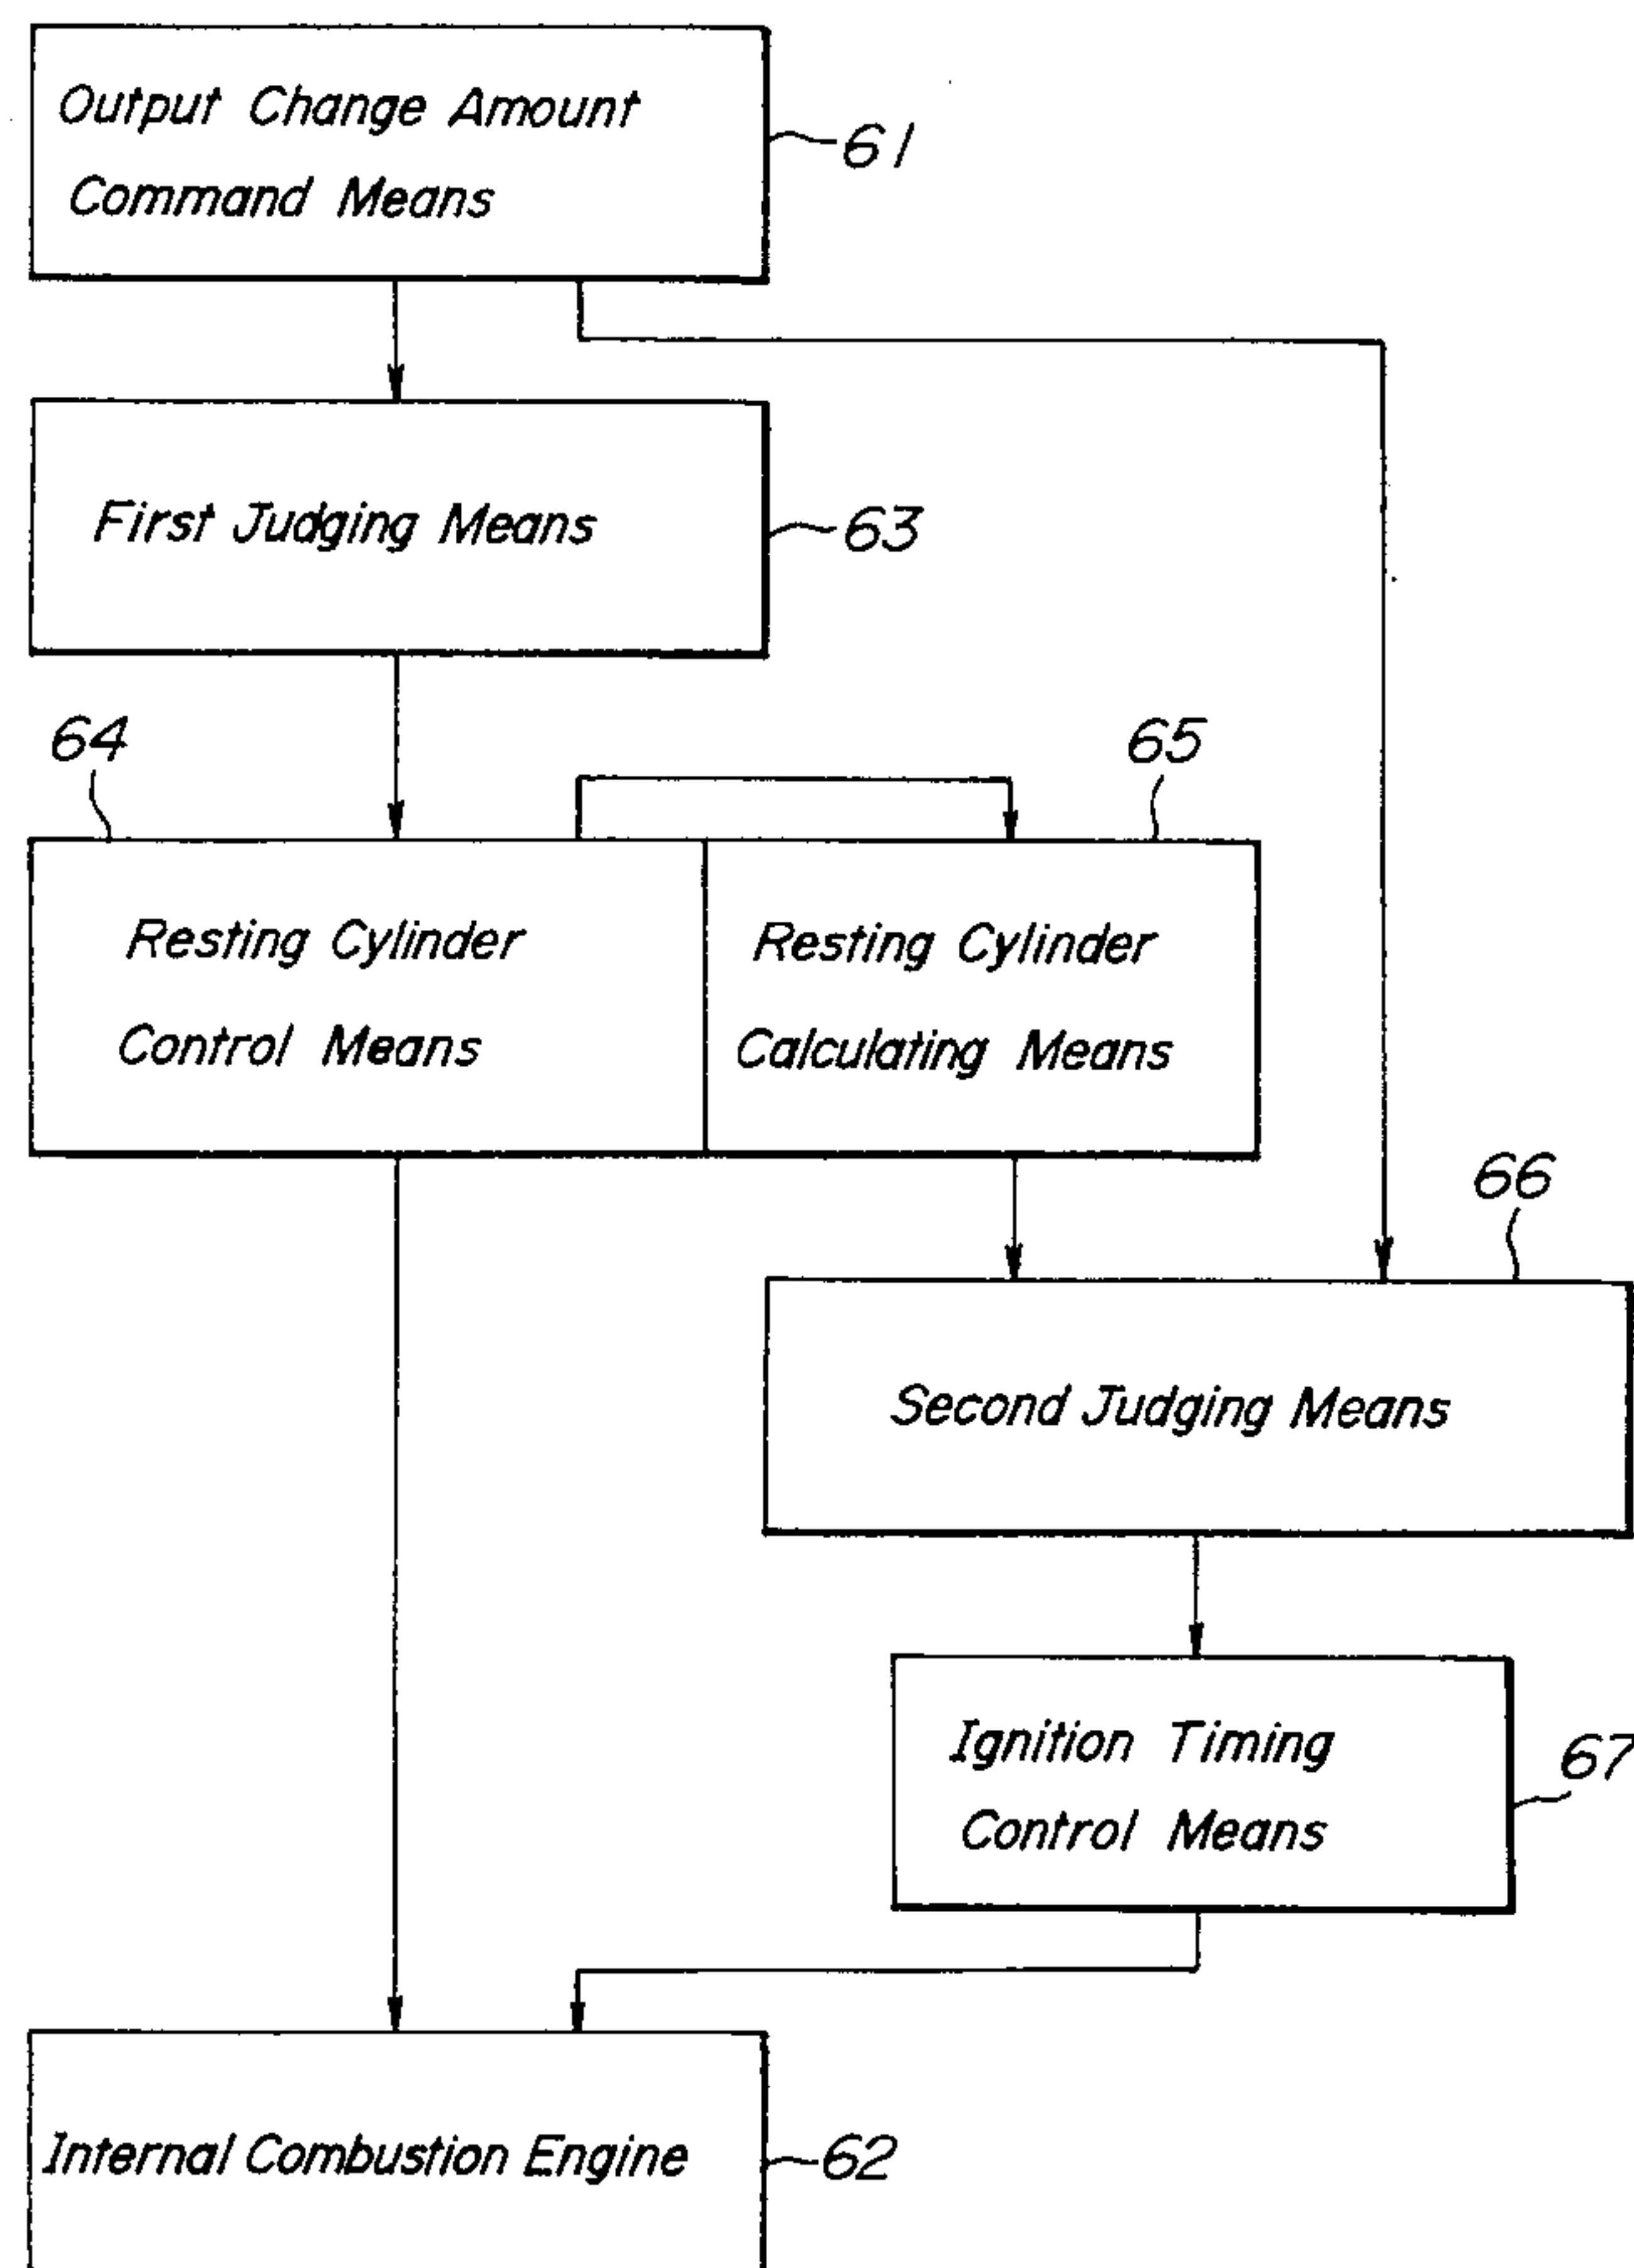 Output Change Amount
Command Means
61
First Judging Means
63
64
65
Resting Cylinder
Control Means
Resting Cylinder
Calculating Means
66
Second Judging Means
Ignition Timing
Control Means
67
Internal Combustion Engine
62